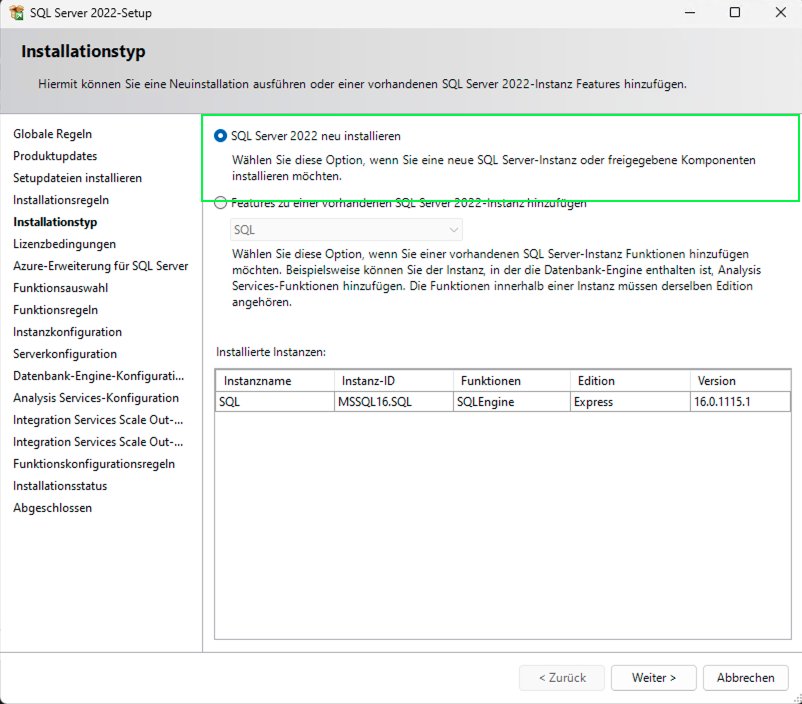 SQL Server 2022-Setup
Installationstyp
Hiermit können Sie eine Neuinstallation ausführen oder einer vorhandenen SQL Server 2022-Instanz Features hinzufügen.
Globale Regeln
Produktupdates
Setupdateien installieren
Installationsregeln
Installationstyp
Lizenzbedingungen
Azure-Erweiterung für SQL Server
Funktionsauswahl
Funktionsregeln
Instanzkonfiguration
Serverkonfiguration
Datenbank-Engine-Konfigurati...
Analysis Services-Konfiguration
Integration Services Scale Out-...
Integration Services Scale Out-...
Funktionskonfigurationsregeln
Installationsstatus
Abgeschlossen
SQL Server 2022 neu installieren
Wählen Sie diese Option, wenn Sie eine neue SQL Server-Instanz oder freigegebene Komponenten
installieren möchten.
Features zu einer vorhandenen SQL Server 2022-Instanz hinzufügen
SQL
Wählen Sie diese Option, wenn Sie einer vorhandenen SQL Server-Instanz Funktionen hinzufügen
möchten. Beispielsweise können Sie der Instanz, in der die Datenbank-Engine enthalten ist, Analysis
Services-Funktionen hinzufügen. Die Funktionen innerhalb einer Instanz müssen derselben Edition
angehören.
Installierte Instanzen:
Instanzname Instanz-ID Funktionen Edition Version
SQL MSSQL16.SQL SQLEngine Express 16.0.1115.1
< Zurück Weiter > Abbrechen